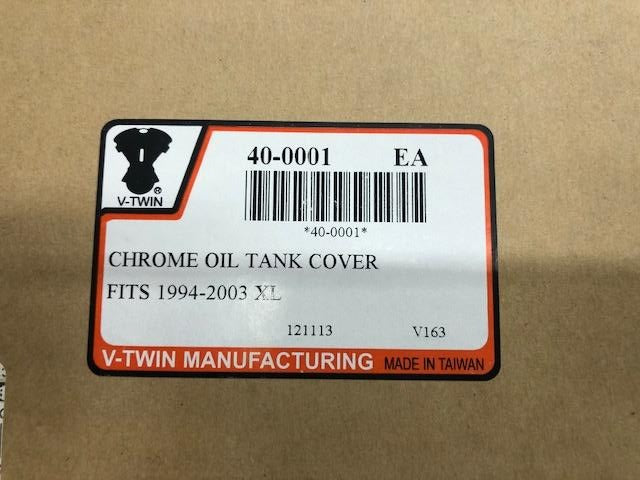 40-0001 EA
*40-0001*
®
V-TWIN
CHROME OIL TANK COVER
FITS 1994-2003 XL
121113 V163
V-TWIN MANUFACTURING MADE IN TAIWAN